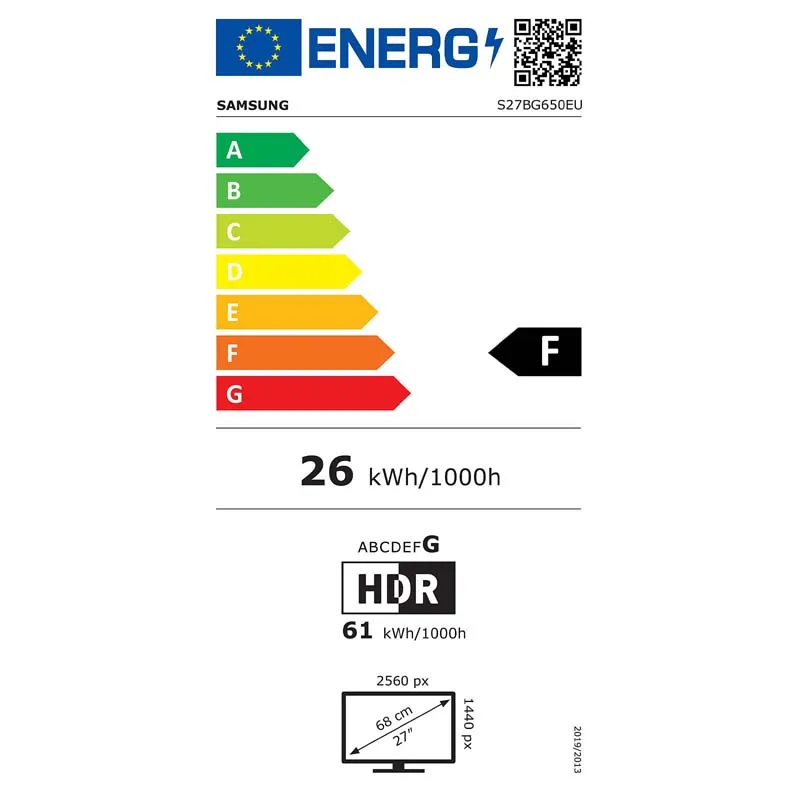 ENERG
SAMSUNG S27BG650EU
A
B
C
D
E
F
F
G
26 kWh/1000h
ABCDEFG
HDR
61 kWh/1000h
2560 px
68 cm
27"
1440 px
2019/2013